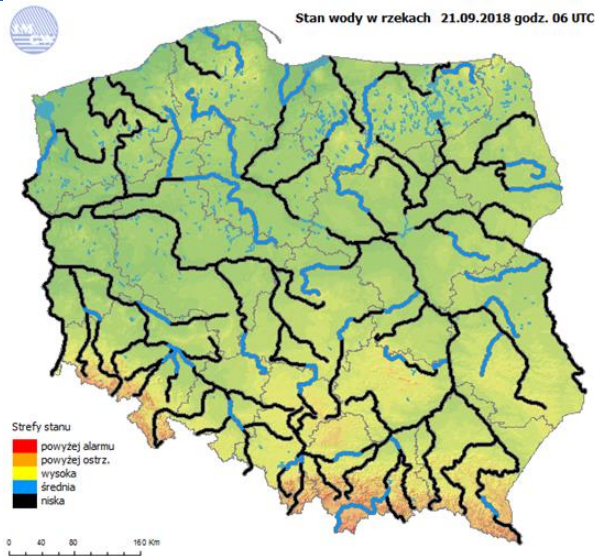 Stan wody w rzekach 21.09.2018 godz. 06 UTC
Strefy stanu
powyżej alarmu
powyżej ostrz.
wysoka
średnia
niska
0 40 80 160 Km